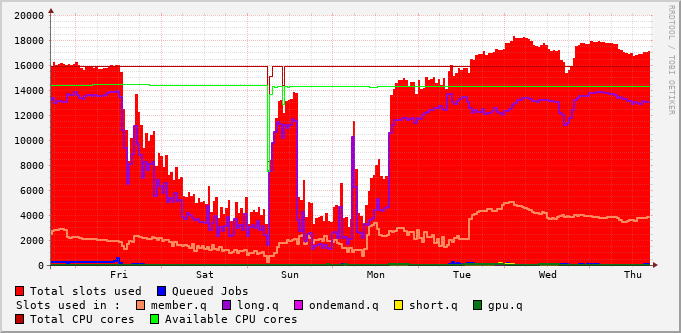 20000
18000
16000
14000
12000
10000
8000
6000
4000
2000
0
Fri Sat Sun Mon Tue Wed Thu
RRDTOOL / TOBI OETIKER
Total slots used Queued Jobs
Slots used in : member.q long.q ondemand.q short.q gpu.q
Total CPU cores Available CPU cores